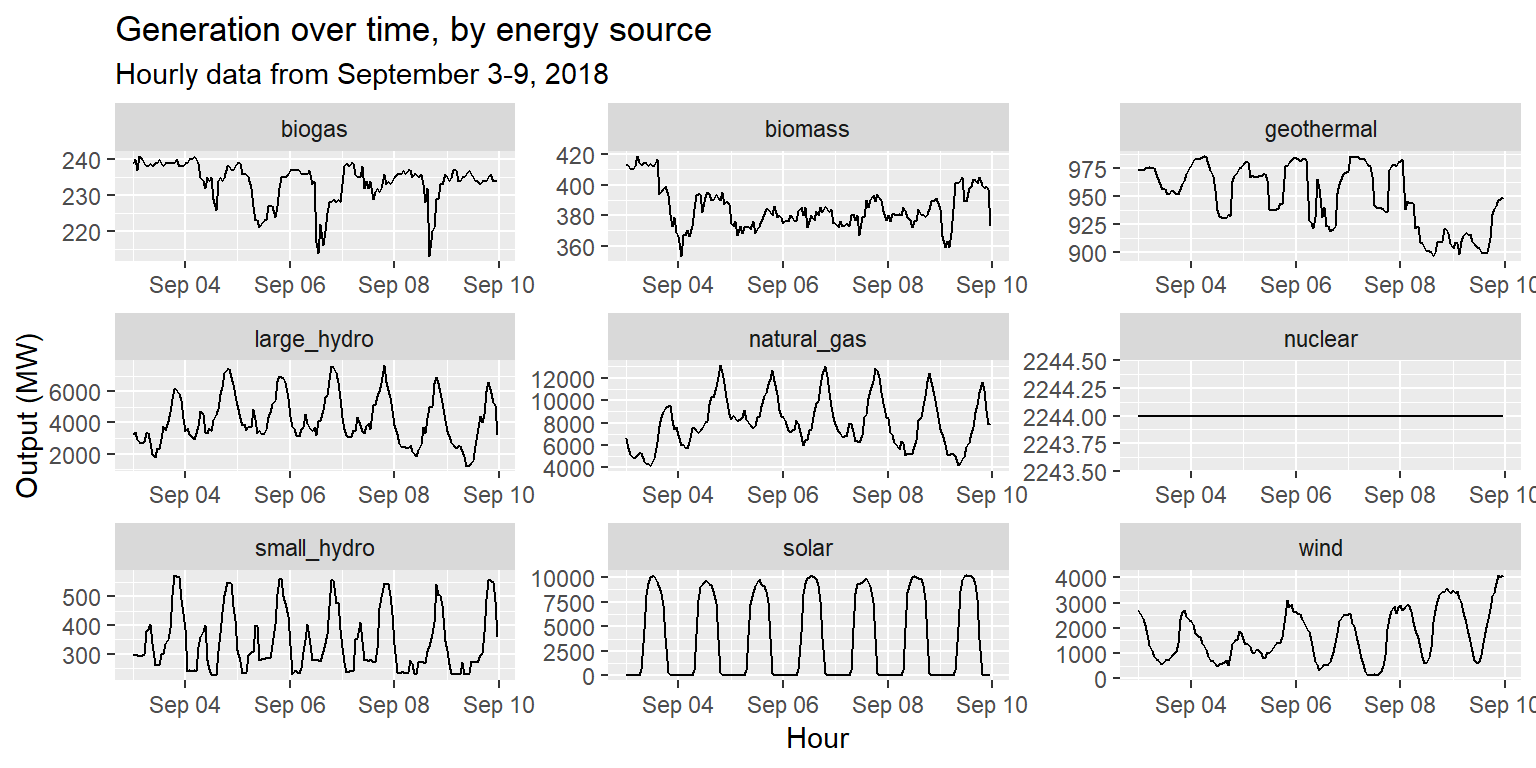 Generation over time, by energy source
Hourly data from September 3-9, 2018
biogas
biomass
geothermal
240
230
220
420
400
380
360
975
950
925
900
Sep 04 Sep 06 Sep 08 Sep 10
Sep 04 Sep 06 Sep 08 Sep 10
Sep 04 Sep 06 Sep 08 Sep 10
large_hydro
natural_gas
nuclear
6000
4000
2000
12000
10000
8000
6000
4000
2244.50
2244.25
2244.00
2243.75
2243.50
Sep 04 Sep 06 Sep 08 Sep 10
Sep 04 Sep 06 Sep 08 Sep 10
Sep 04 Sep 06 Sep 08 Sep 10
small_hydro
solar
wind
500
400
300
10000
7500
5000
2500
0
4000
3000
2000
1000
0
Sep 04 Sep 06 Sep 08 Sep 10
Sep 04 Sep 06 Sep 08 Sep 10
Sep 04 Sep 06 Sep 08 Sep 10
Output (MW)
Hour